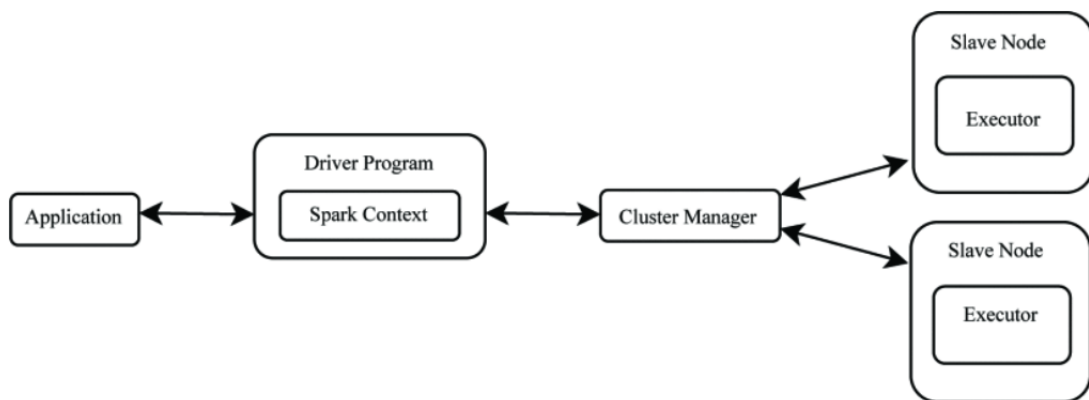 Application
Driver Program
Spark Context
Cluster Manager
Slave Node
Executor
Slave Node
Executor